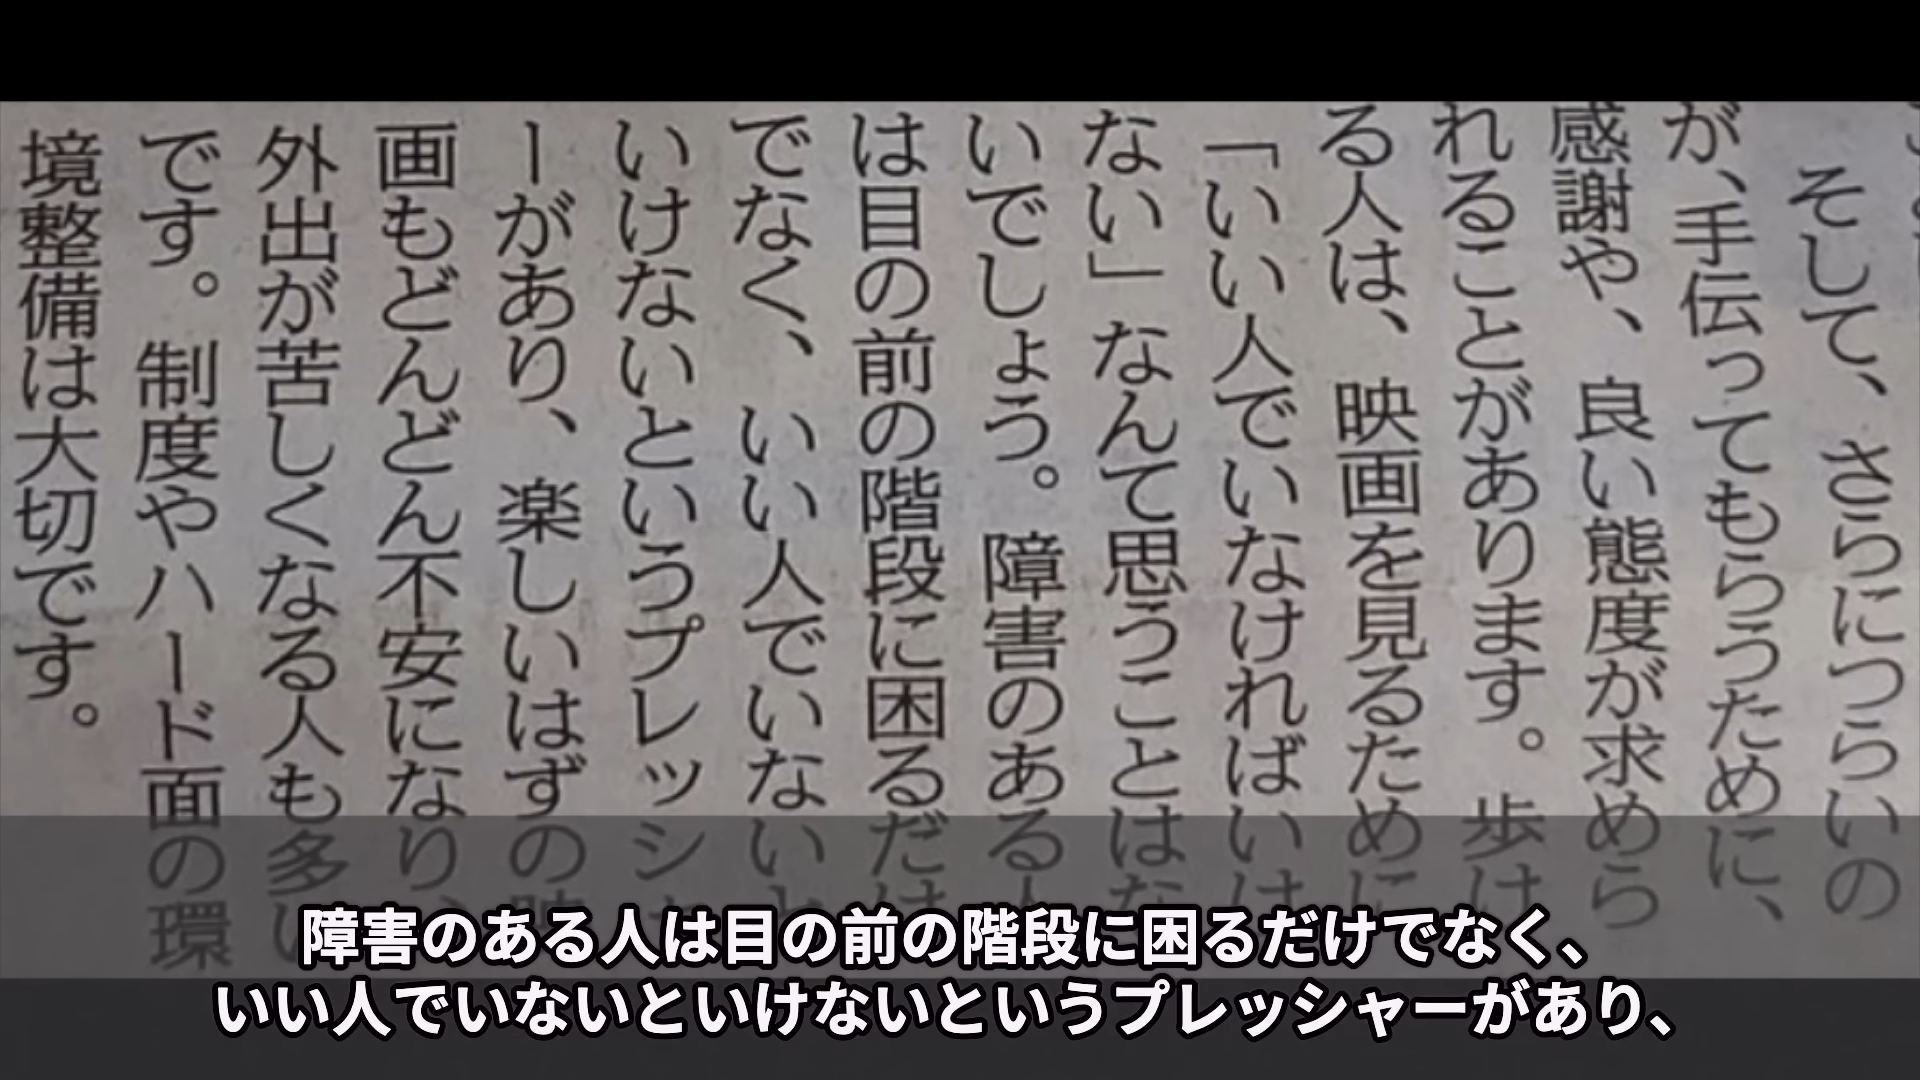 そして、さらにつらいの
が、手伝ってもらうために、
感謝や、良い態度が求めら
れることがあります。歩け
る人は、映画を見るために
「いい人でいなければいけ
ない」なんて思うことはな
いでしょう。障害のある人
は目の前の階段に困るだけ
でなく、いい人でいないと
いけないというプレッシャ
ーがあり、楽しいはずの映
画もどんどん不安になり、
外出が苦しくなる人も多い
です。制度やハード面の環
境整備は大切です。
障害のある人は目の前の階段に困るだけでなく、
いい人でいないといけないというプレッシャーがあり、